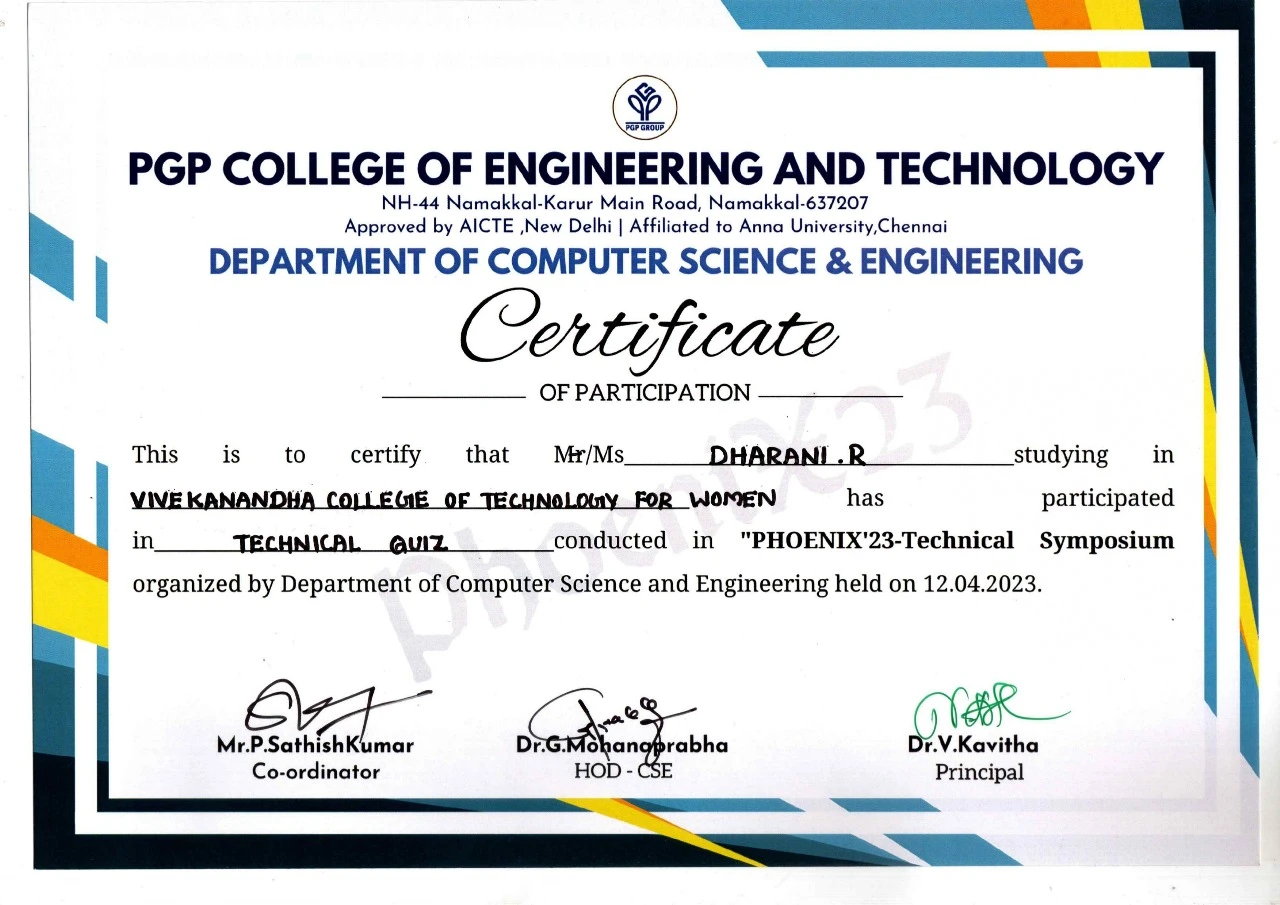 PGP GROUP
PGP COLLEGE OF ENGINEERING AND TECHNOLOGY
NH-44 Namakkal-Karur Main Road, Namakkal-637207
Approved by AICTE ,New Delhi | Affiliated to Anna University,Chennai
DEPARTMENT OF COMPUTER SCIENCE & ENGINEERING
Certificate
OF PARTICIPATION
This is to certify that Mr/Ms DHARANI.R studying in
VIVEKANANDHA COLLEGE OF TECHNOLOGY FOR WOMEN has participated
in TECHNICAL QUIZ conducted in "PHOENIX'23-Technical Symposium
organized by Department of Computer Science and Engineering held on 12.04.2023.
Phoenix23
Mr.P.SathishKumar Dr.G.Mohanaprabha Dr.V.Kavitha
Co-ordinator HOD - CSE Principal